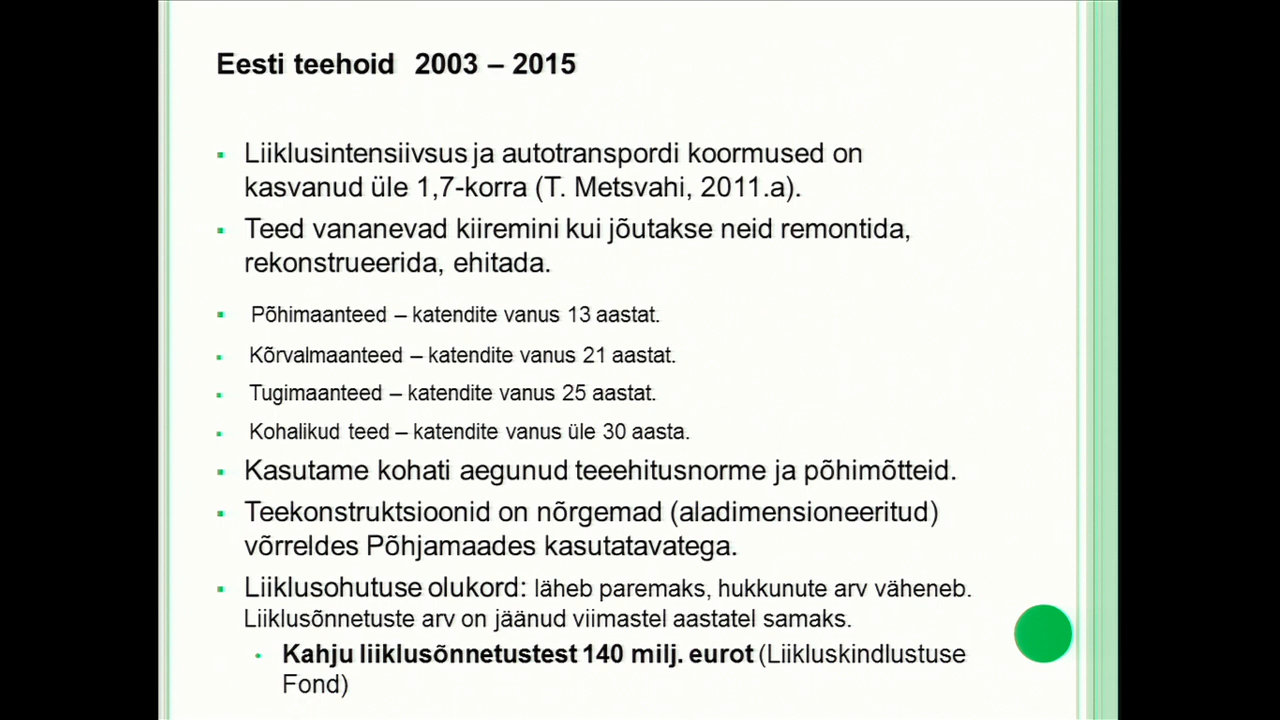 Eesti teehoid 2003 – 2015
Liiklusintensiivsus ja autotranspordi koormused on
kasvanud üle 1,7-korra (T. Metsvahi, 2011.a).
Teed vananevad kiiremini kui jõutakse neid remontida,
rekonstrueerida, ehitada.
Põhimaanteed – katendite vanus 13 aastat.
Kõrvalmaanteed – katendite vanus 21 aastat.
Tugimaanteed – katendite vanus 25 aastat.
Kohalikud teed – katendite vanus üle 30 aasta.
Kasutame kohati aegunud teeehitusnorme ja põhimõtteid.
Teekonstruktsioonid on nõrgemad (aladimensioneeritud)
võrreldes Põhjamaades kasutatavatega.
Liiklusohutuse olukord: läheb paremaks, hukkunute arv väheneb.
Liiklusõnnetuste arv on jäänud viimastel aastatel samaks.
Kahju liiklusõnnetustest 140 milj. eurot (Liikluskindlustuse
Fond)